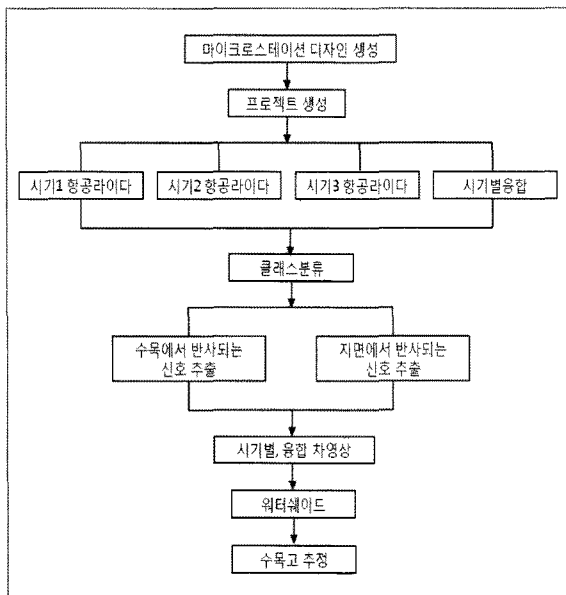 마이크로스테이션 디자인 생성
프로젝트 생성
시기1 항공라이다
시기2 항공라이다
시기3 항공라이다
시기별융합
클래스분류
수목에서 반사되는
신호 추출
지면에서 반사되는
신호 추출
시기별, 융합 차영상
워터쉐이드
수목고 추정